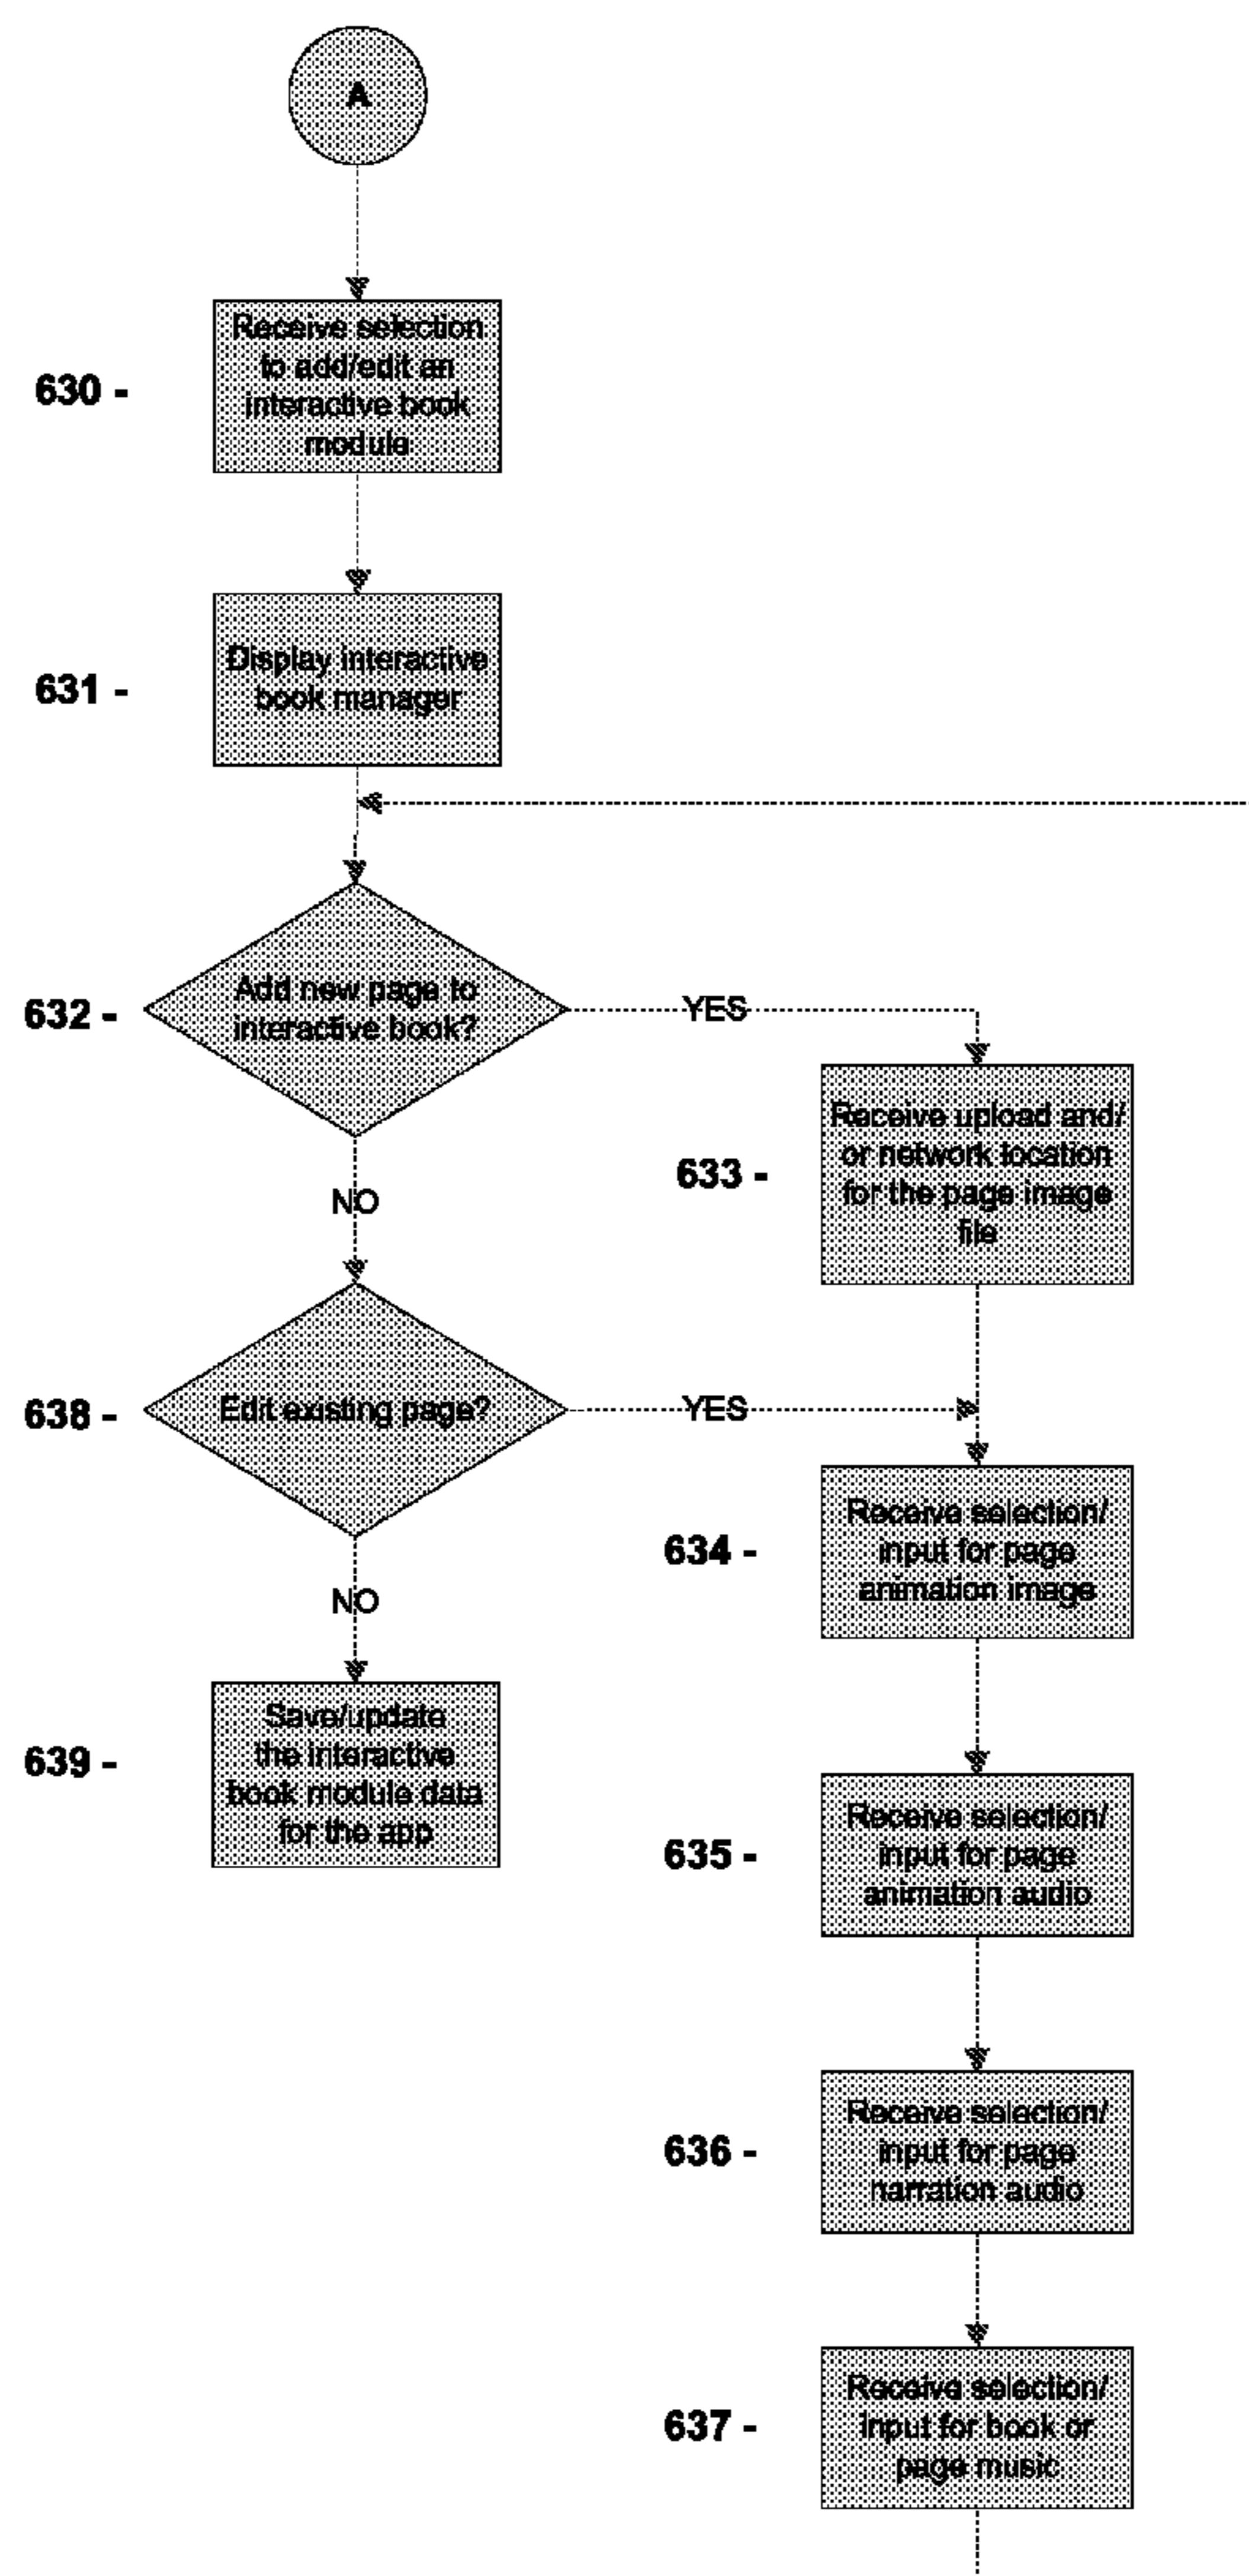 A
630 -
Receive selection
to add/edit an
interactive book
module
631 -
Display interactive
book manager
632 -
Add new page to
interactive book?
YES
633 -
Receive upload and/
or network location
for the page image
file
NO
638 -
Edit existing page?
YES
634 -
Receive selection/
input for page
animation image
NO
639 -
Save/update
the interactive
book module data
for the app
635 -
Receive selection/
input for page
animation audio
636 -
Receive selection/
input for page
narration audio
637 -
Receive selection/
input for book or
page music